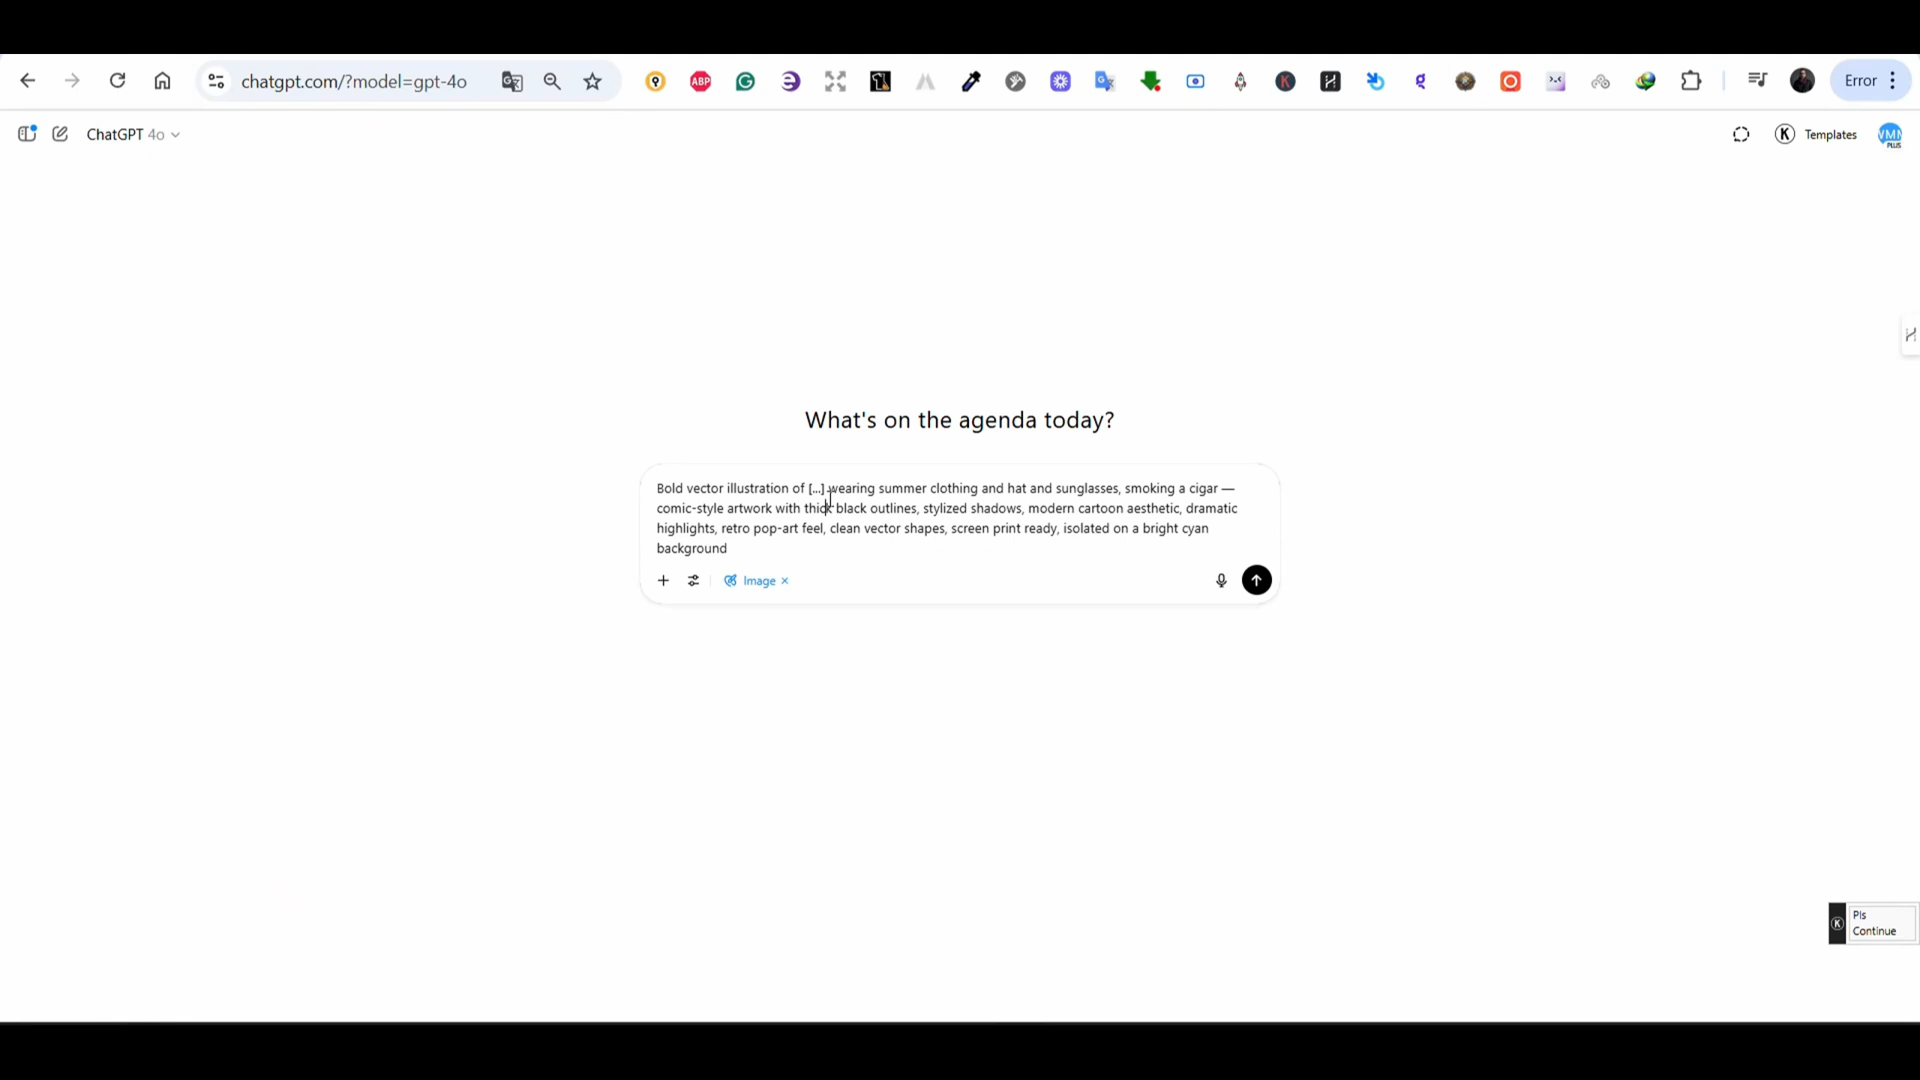 chatgpt.com/?model=gpt-4o
ABP
Error
ChatGPT 4o
K
Templates
PLUS
What's on the agenda today?
Bold vector illustration of [...] wearing summer clothing and hat and sunglasses, smoking a cigar —
comic-style artwork with thick black outlines, stylized shadows, modern cartoon aesthetic, dramatic
highlights, retro pop-art feel, clean vector shapes, screen print ready, isolated on a bright cyan
background
Image ×
Pls
K
Continue